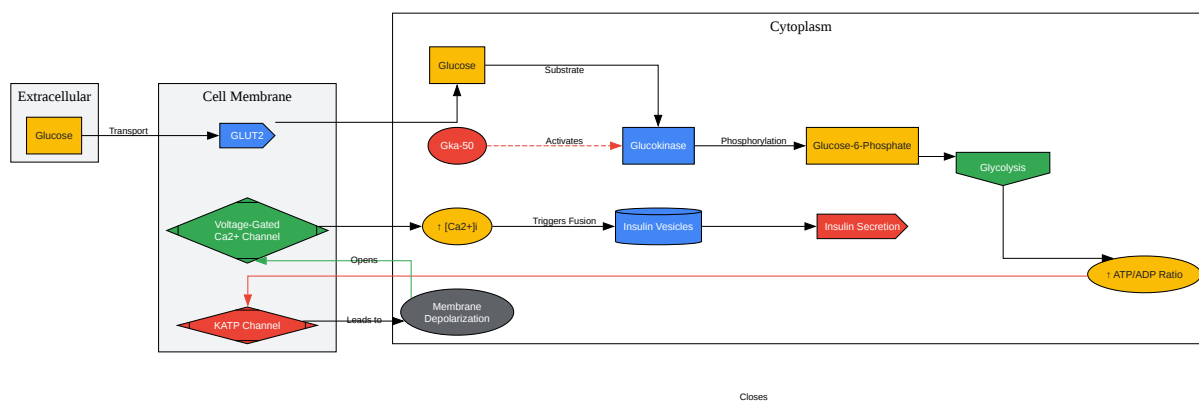 Cytoplasm
Extracellular
Cell Membrane
Glucose
Substrate
Glucose
Transport
GLUT2
Gka-50
Activates
Glucokinase
Phosphorylation
Glucose-6-Phosphate
Glycolysis
Voltage-Gated
Ca2+ Channel
↑ [Ca2+]i
Triggers Fusion
Insulin Vesicles
Insulin Secretion
Opens
↑ ATP/ADP Ratio
KATP Channel
Leads to
Membrane
Depolarization
Closes